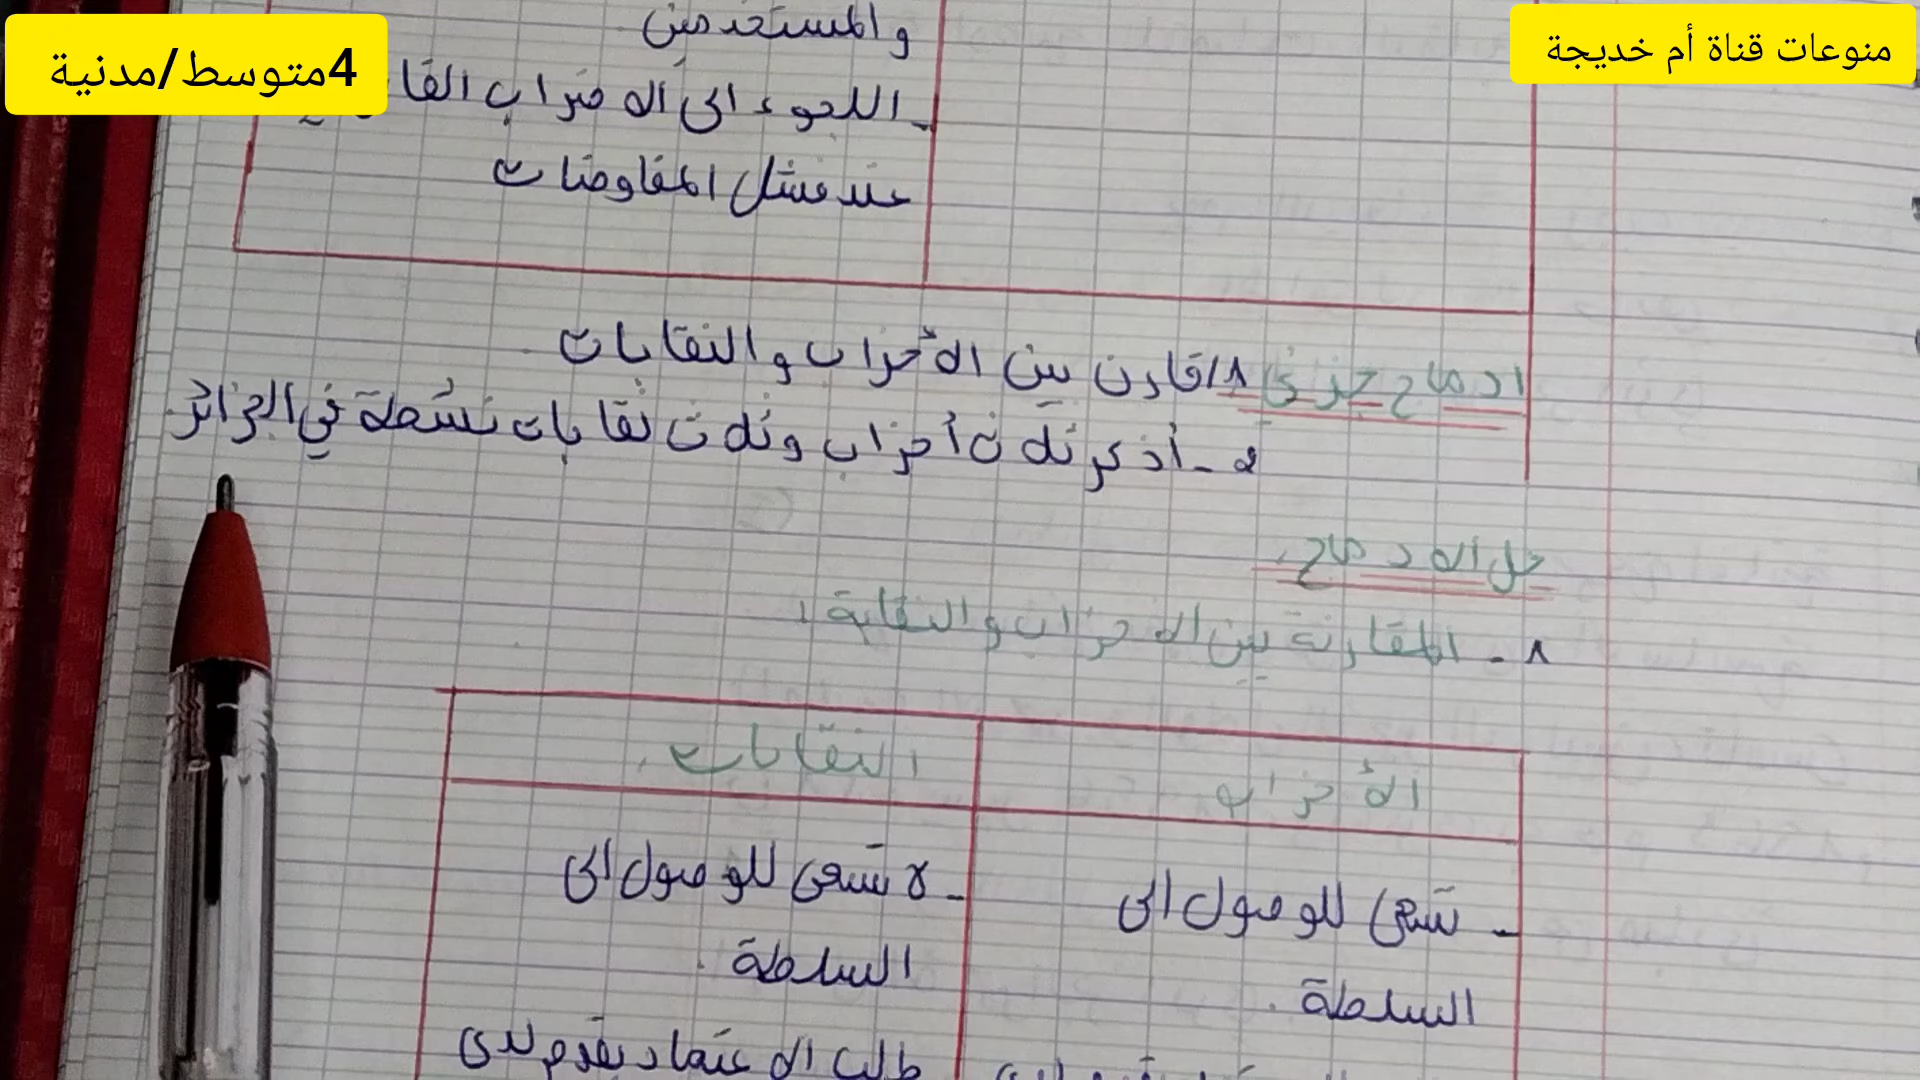 منوعات قناة أم خديجة
4متوسط/مدنية
والمستخدمين
- اللجوء الى الاضراب
عند فشل المفاوضات
ادماج جزئي 1/ قارن بين الأحزاب والنقابات
2 - أذكر ثلاث أحزاب وثلاث نقابات نشطة في الجزائر
حل الادماج
1 - المقارنة بين الاحزاب والنقابة :
الأحزاب
النقابات
- تسعى للوصول الى
السلطة
- لا تسعى للوصول الى
السلطة
طلب الاعتماد يقدم لدى